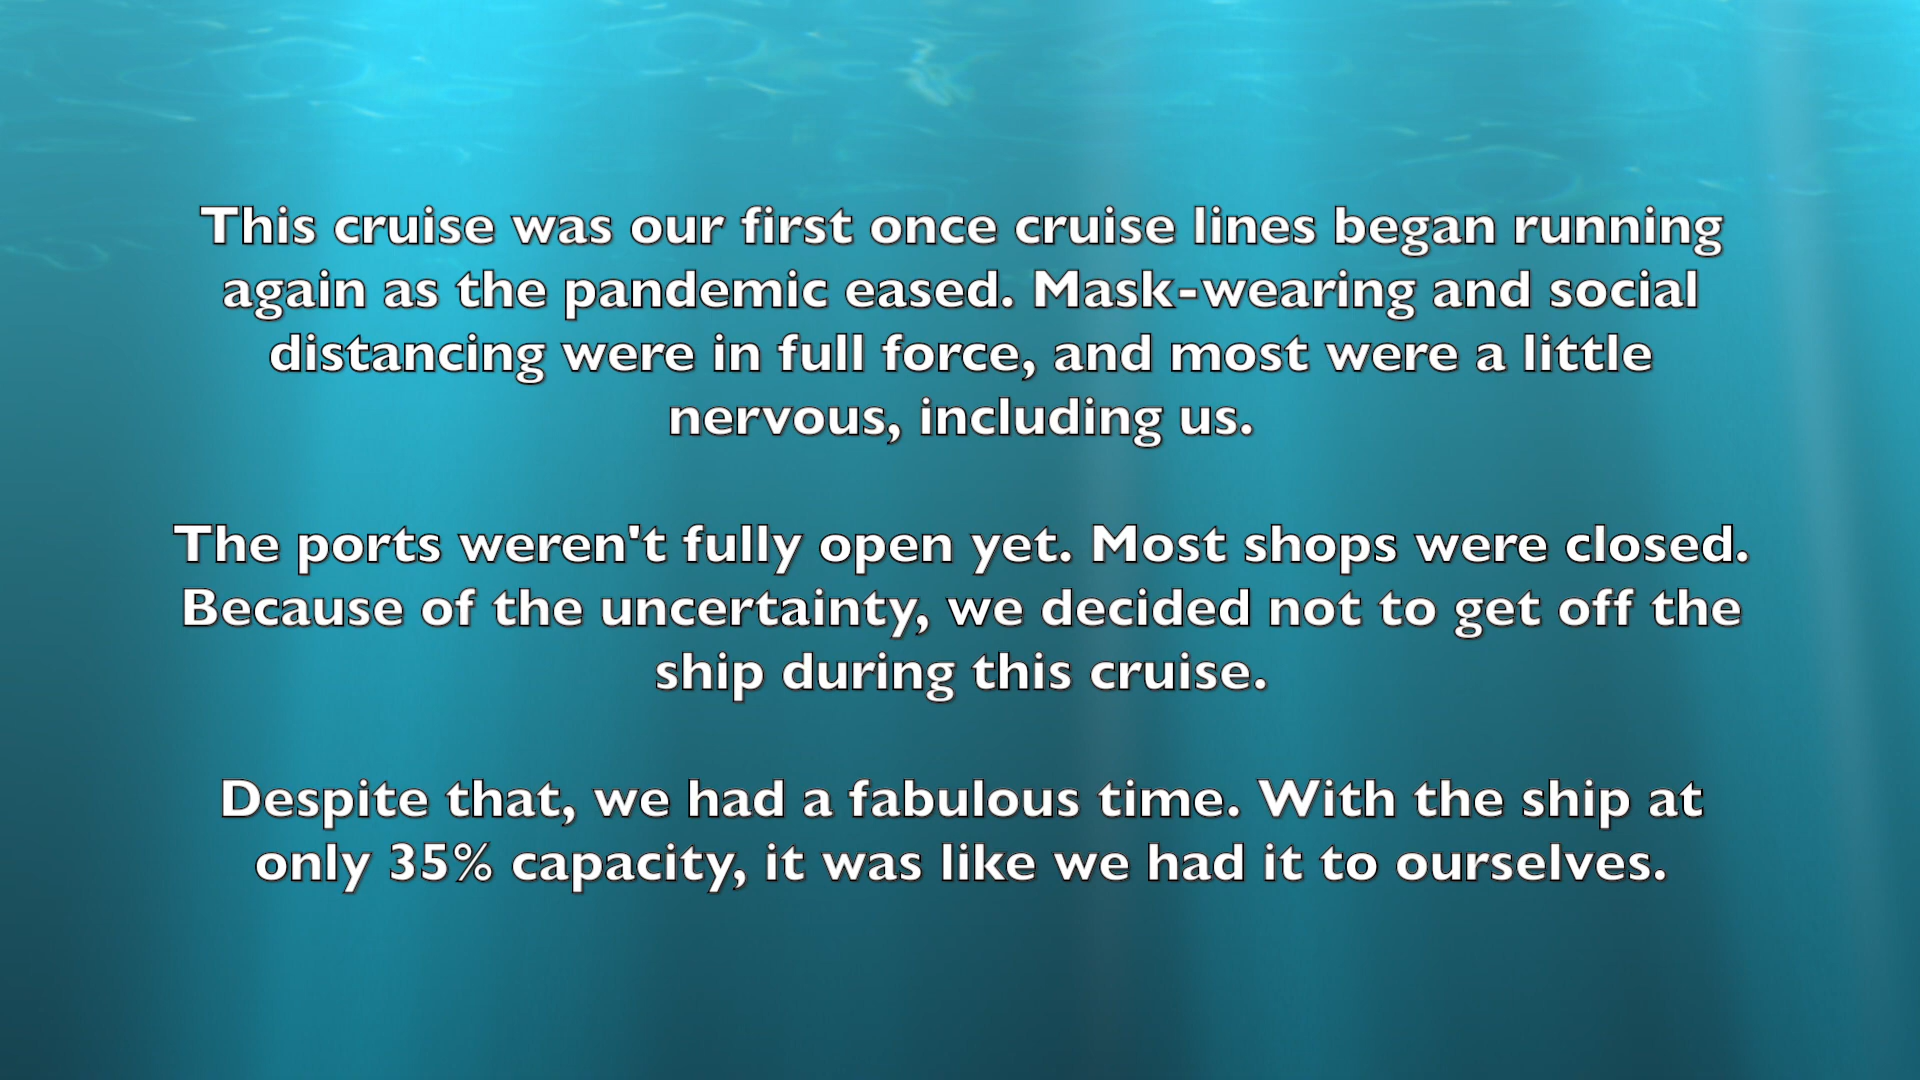 This cruise was our first once cruise lines began running
again as the pandemic eased. Mask-wearing and social
distancing were in full force, and most were a little
nervous, including us.
The ports weren't fully open yet. Most shops were closed.
Because of the uncertainty, we decided not to get off the
ship during this cruise.
Despite that, we had a fabulous time. With the ship at
only 35% capacity, it was like we had it to ourselves.